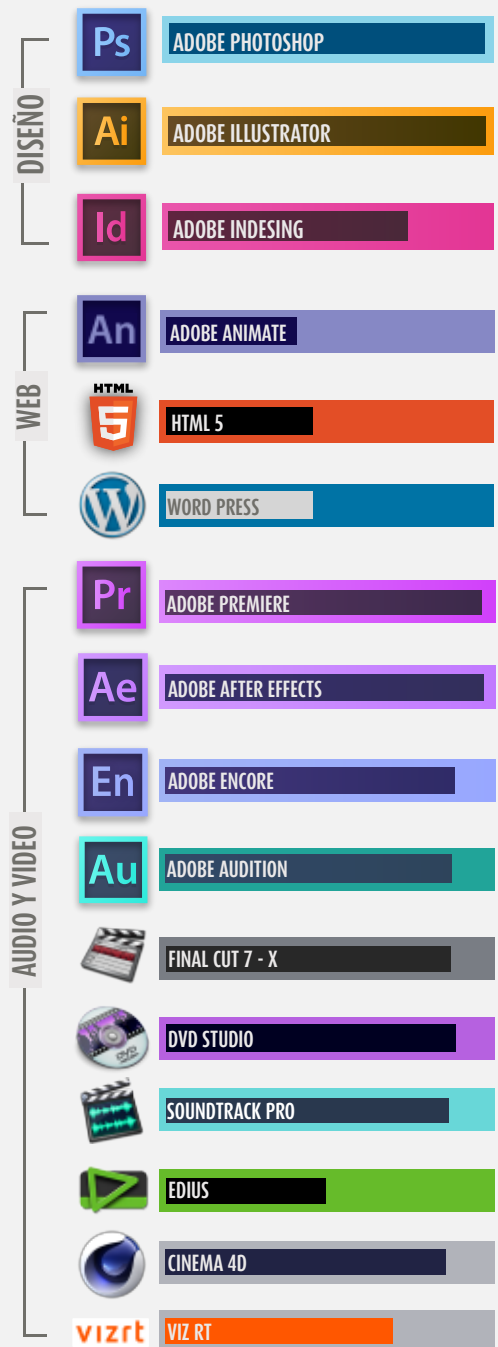 DISEÑO
Ps
ADOBE PHOTOSHOP
Ai
ADOBE ILLUSTRATOR
Id
ADOBE INDESING
WEB
An
ADOBE ANIMATE
HTML
5
HTML 5
W
WORD PRESS
AUDIO Y VIDEO
Pr
ADOBE PREMIERE
Ae
ADOBE AFTER EFFECTS
En
ADOBE ENCORE
Au
ADOBE AUDITION
FINAL CUT 7 - X
DVD
DVD STUDIO
SOUNDTRACK PRO
EDIUS
CINEMA 4D
vizrt
VIZ RT